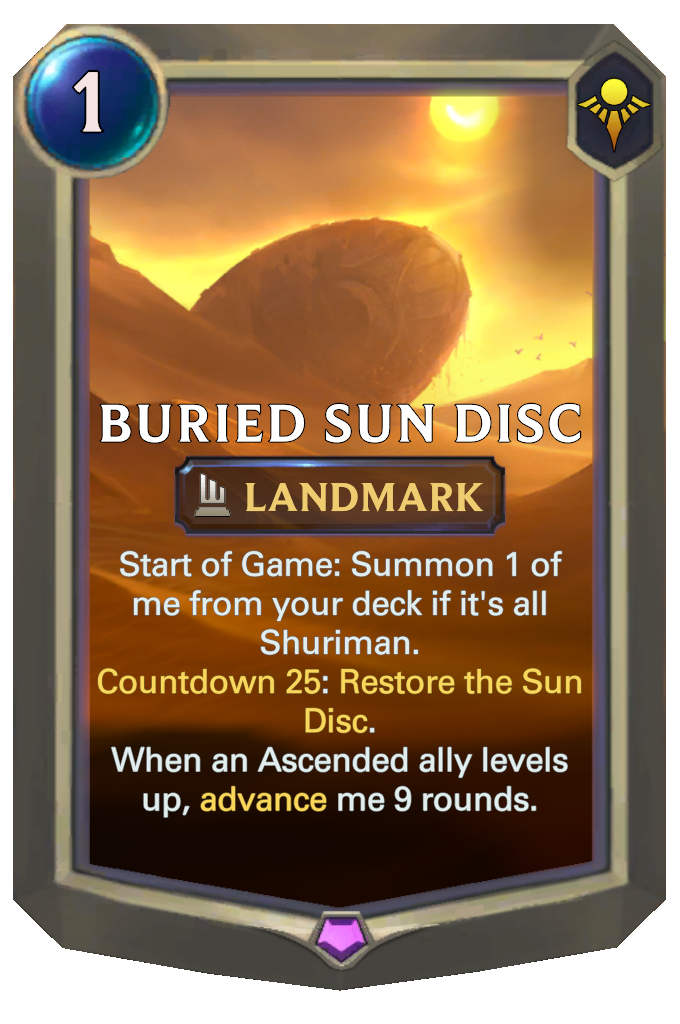 1
BURIED SUN DISC
LANDMARK
Start of Game: Summon 1 of
me from your deck if it's all
Shuriman.
Countdown 25: Restore the Sun
Disc.
When an Ascended ally levels
up, advance me 9 rounds.